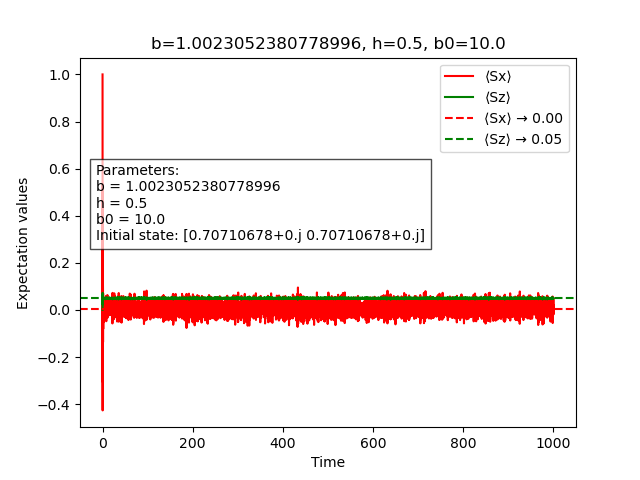 b=1.0023052380778996, h=0.5, b0=10.0
⟨Sx⟩
⟨Sz⟩
⟨Sx⟩ → 0.00
⟨Sz⟩ → 0.05
Parameters:
b = 1.0023052380778996
h = 0.5
b0 = 10.0
Initial state: [0.70710678+0.j 0.70710678+0.j]
Expectation values
1.0
0.8
0.6
0.4
0.2
0.0
−0.2
−0.4
0 200 400 600 800 1000
Time